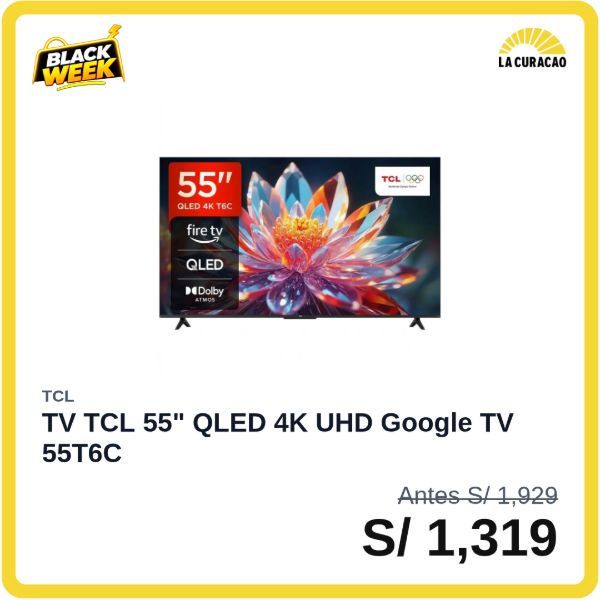 BLACK
WEEK
LA CURACAO
55"
QLED 4K T6C
fire tv
QLED
Dolby
ATMOS
TCL
TCL
TV TCL 55" QLED 4K UHD Google TV
55T6C
Antes S/ 1,929
S/ 1,319